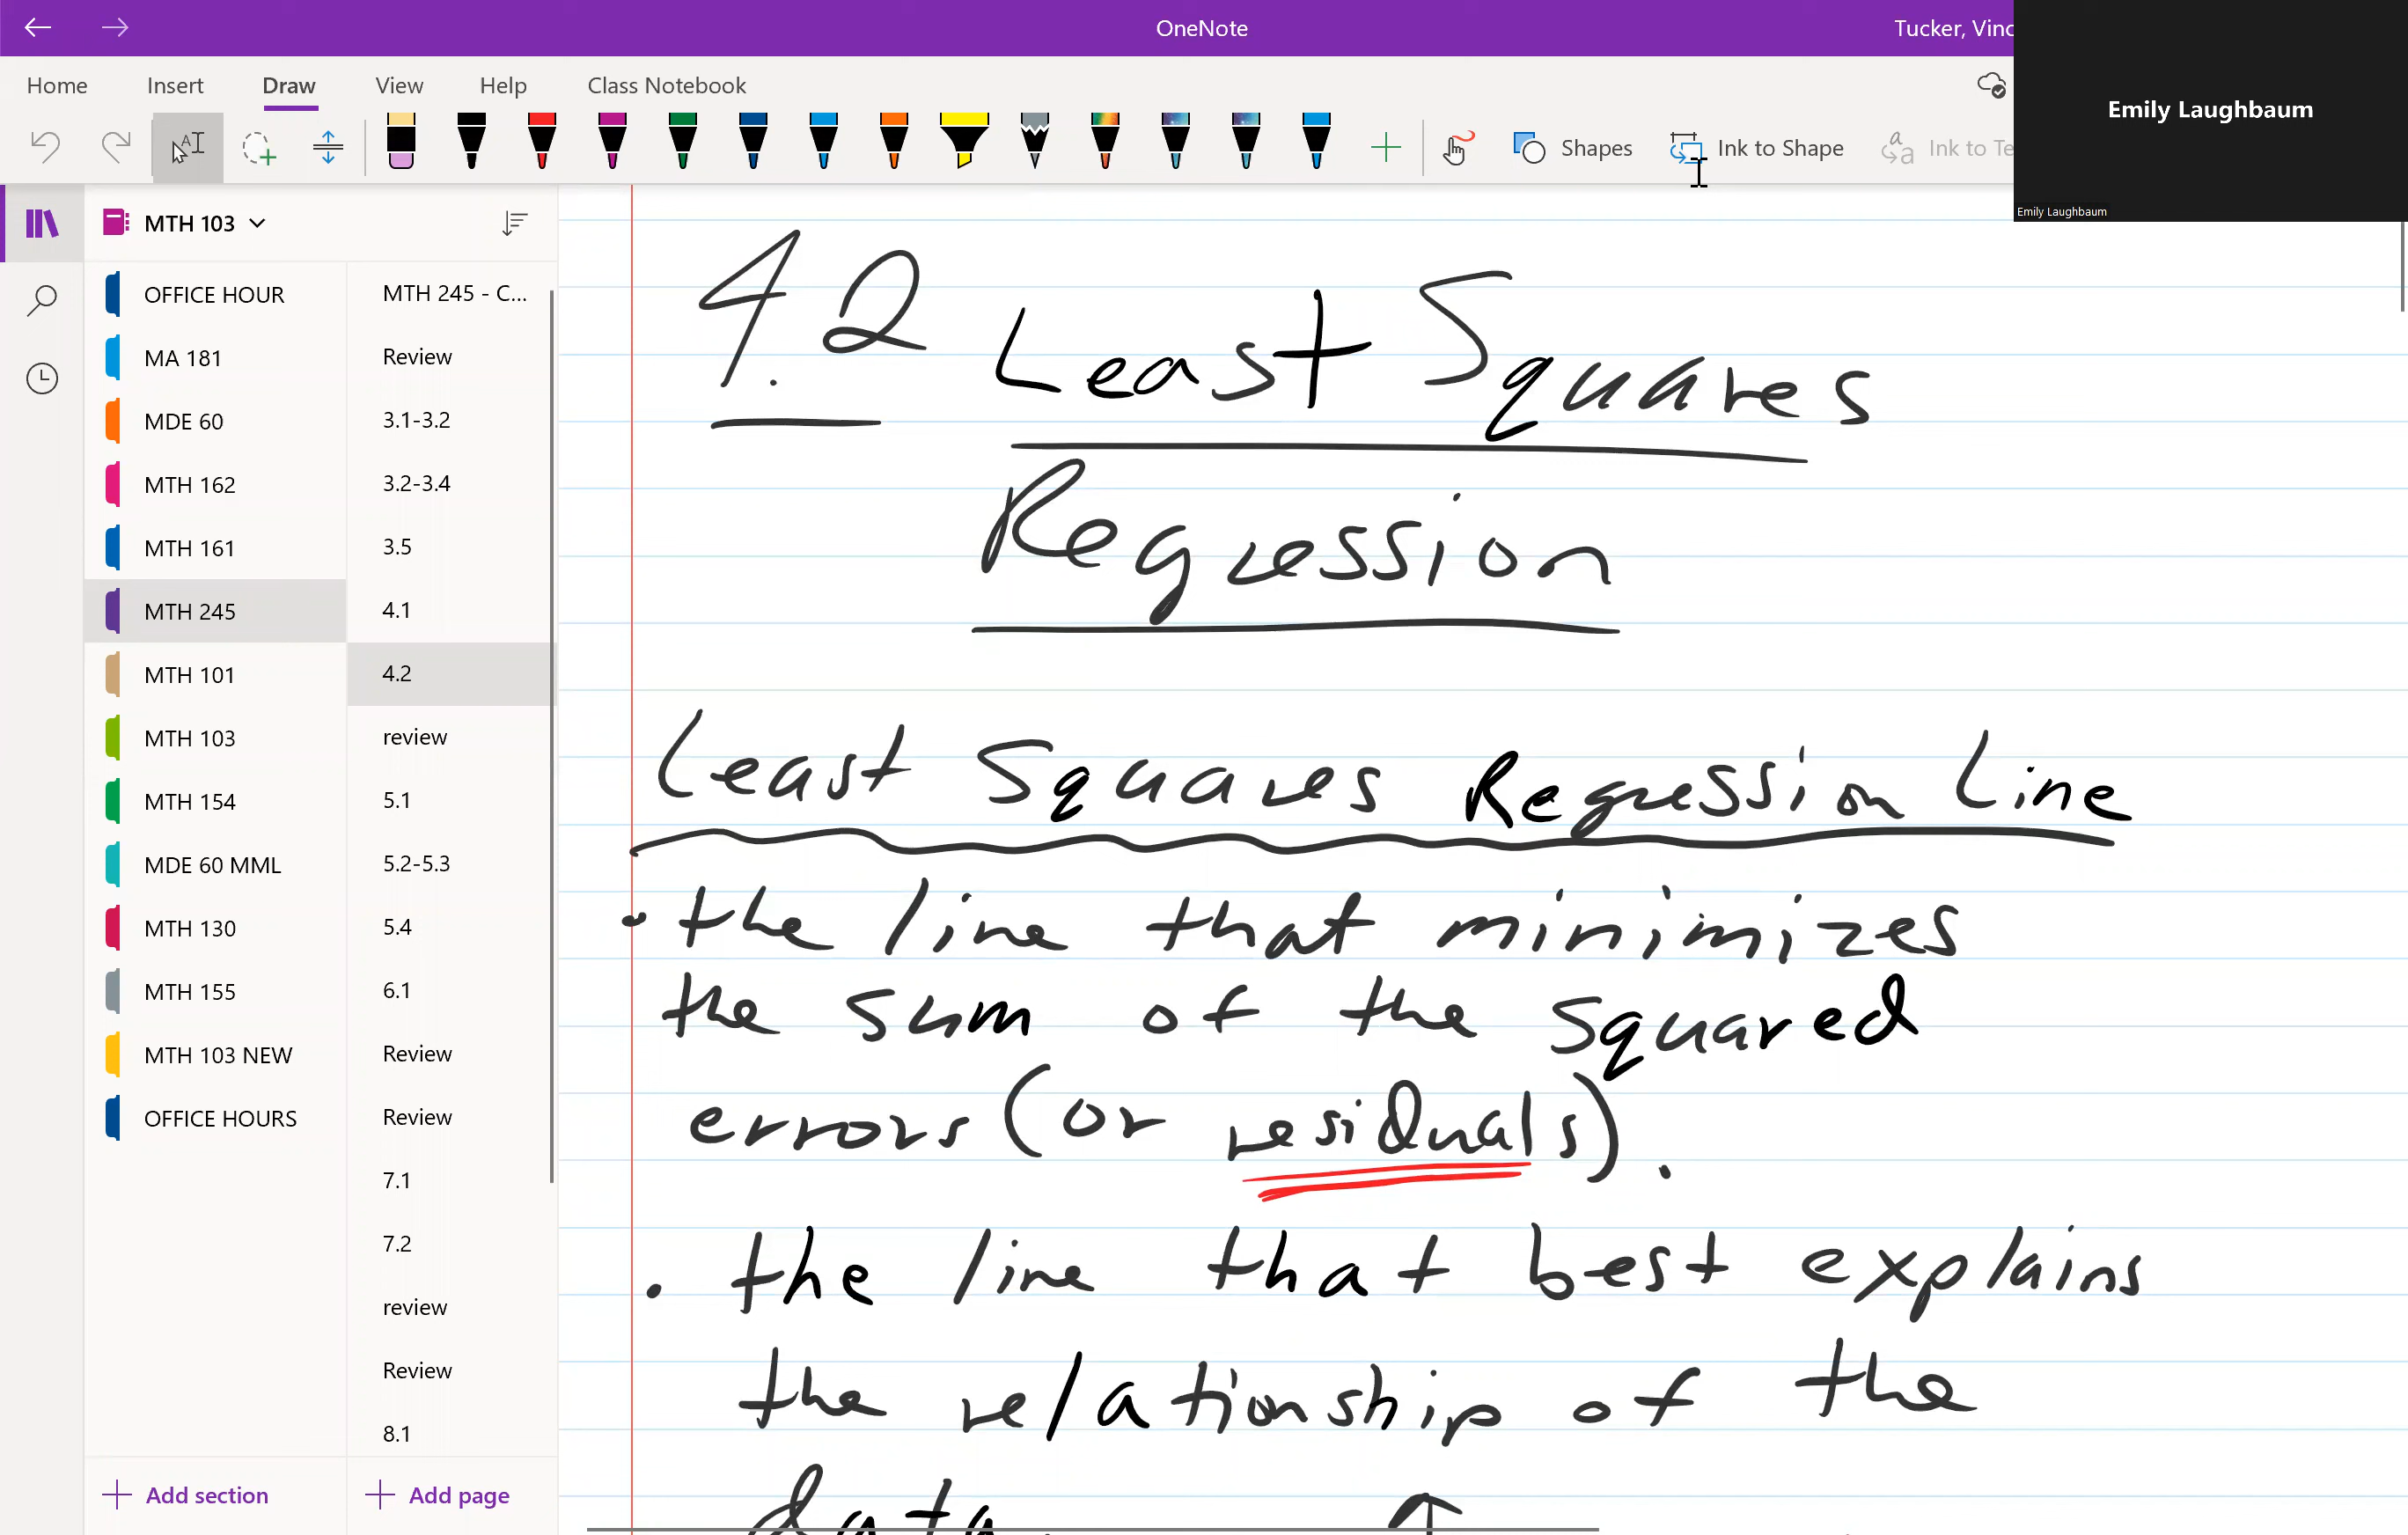 OneNote
Tucker, Vinc
Emily Laughbaum
Emily Laughbaum
Home Insert Draw View Help Class Notebook
Shapes Ink to Shape Ink to Te
MTH 103
OFFICE HOUR
MA 181
MDE 60
MTH 162
MTH 161
MTH 245
MTH 101
MTH 103
MTH 154
MDE 60 MML
MTH 130
MTH 155
MTH 103 NEW
OFFICE HOURS
Add section
MTH 245 - C...
Review
3.1-3.2
3.2-3.4
3.5
4.1
4.2
review
5.1
5.2-5.3
5.4
6.1
Review
Review
7.1
7.2
review
Review
8.1
Add page
4.2 Least Squares
Regression
Least Squares Regression Line
• the line that minimizes
the sum of the squared
errors (or residuals).
• the line that best explains
the relationship of the
data.